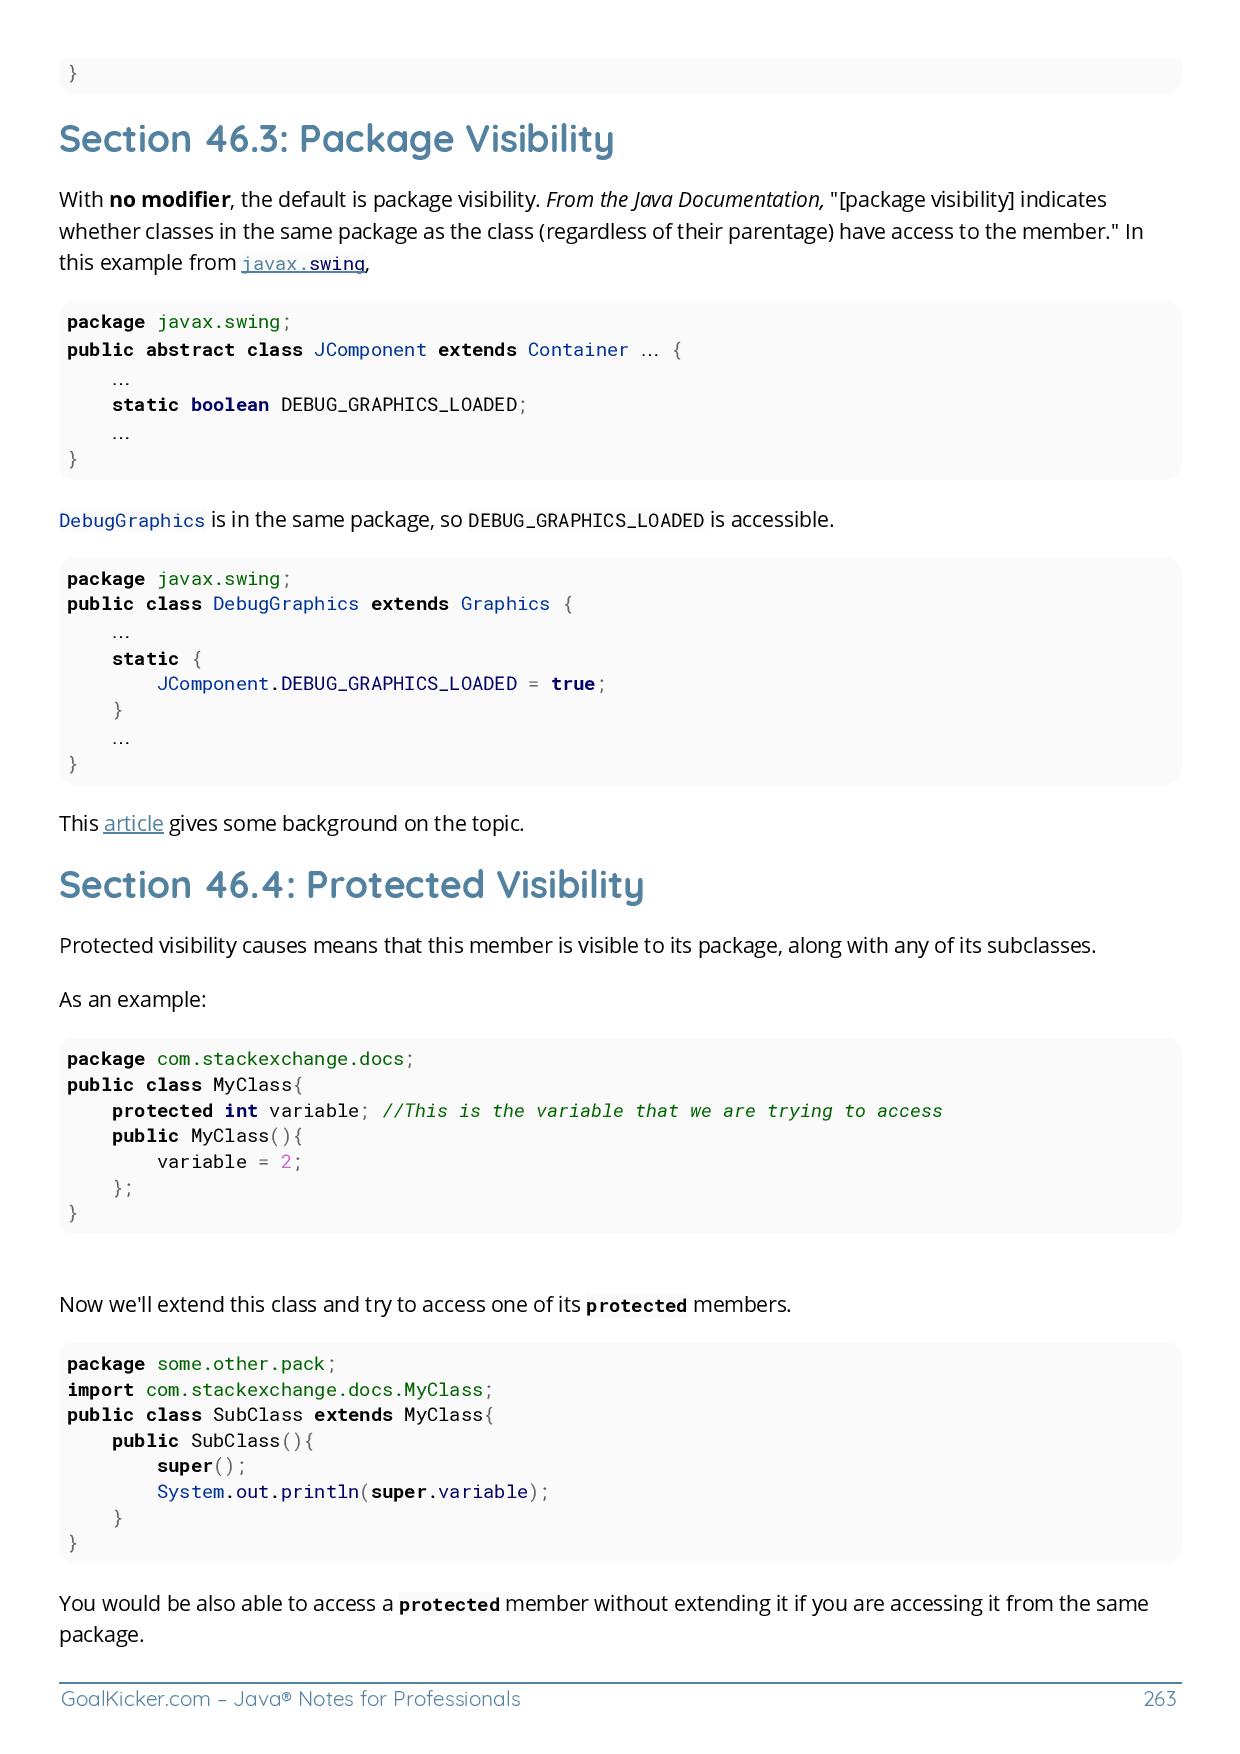 }
Section 46.3: Package Visibility
With no modifier, the default is package visibility. From the Java Documentation, "[package visibility] indicates
whether classes in the same package as the class (regardless of their parentage) have access to the member." In
this example from javax.swing,
package javax.swing;
public abstract class JComponent extends Container … {
    …
    static boolean DEBUG_GRAPHICS_LOADED;
    …
}
DebugGraphics is in the same package, so DEBUG_GRAPHICS_LOADED is accessible.
package javax.swing;
public class DebugGraphics extends Graphics {
    …
    static {
        JComponent.DEBUG_GRAPHICS_LOADED = true;
    }
    …
}
This article gives some background on the topic.
Section 46.4: Protected Visibility
Protected visibility causes means that this member is visible to its package, along with any of its subclasses.
As an example:
package com.stackexchange.docs;
public class MyClass{
    protected int variable; //This is the variable that we are trying to access
    public MyClass(){
        variable = 2;
    };
}
Now we'll extend this class and try to access one of its protected members.
package some.other.pack;
import com.stackexchange.docs.MyClass;
public class SubClass extends MyClass{
    public SubClass(){
        super();
        System.out.println(super.variable);
    }
}
You would be also able to access a protected member without extending it if you are accessing it from the same
package.
GoalKicker.com – Java® Notes for Professionals 263